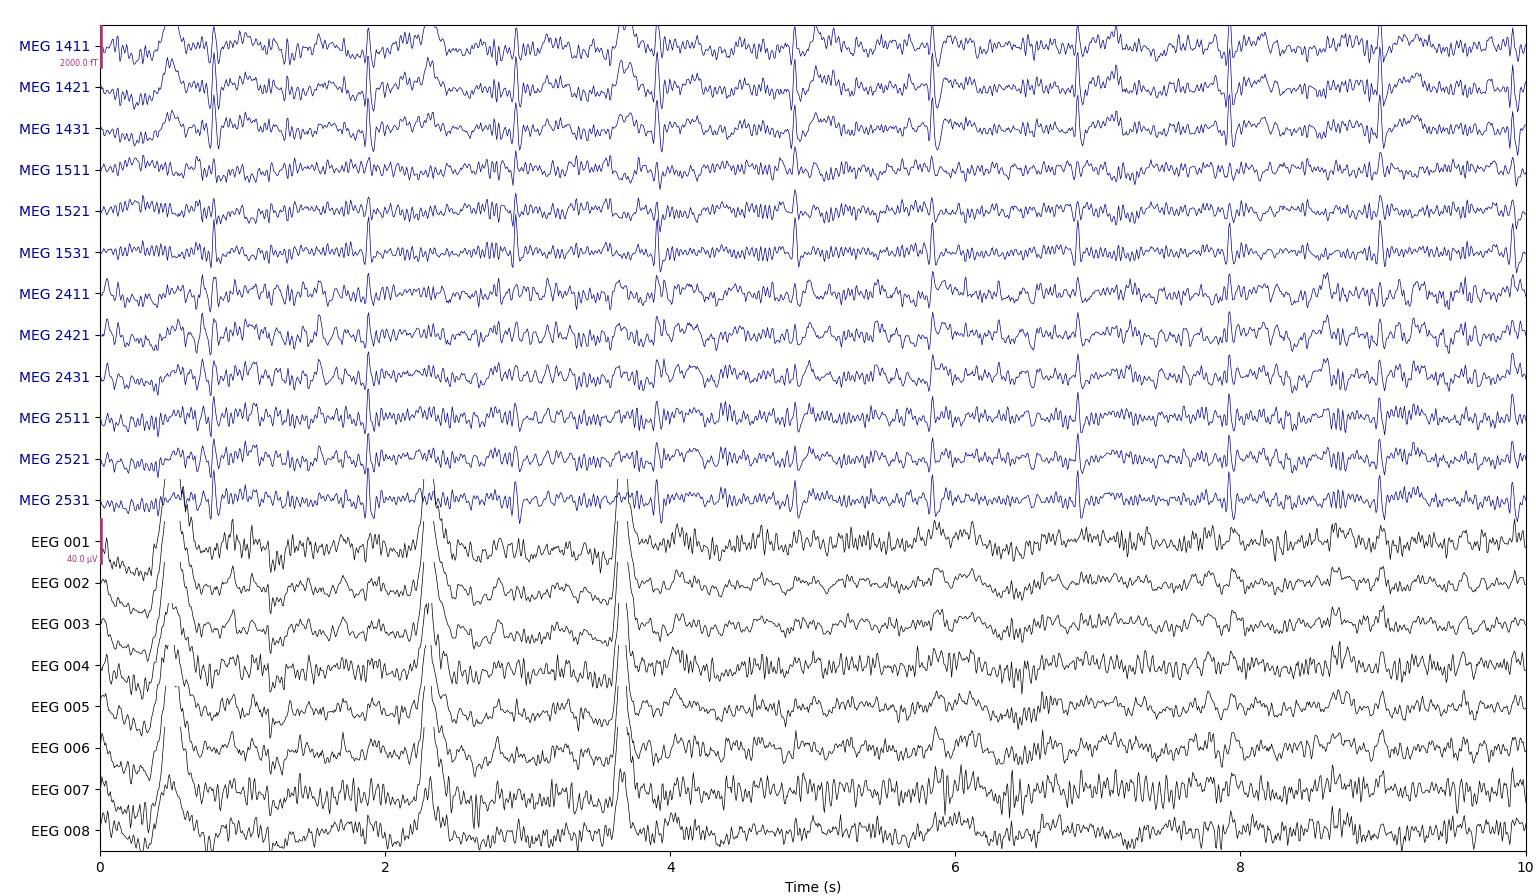 MEG 1411
2000.0 fT
MEG 1421
MEG 1431
MEG 1511
MEG 1521
MEG 1531
MEG 2411
MEG 2421
MEG 2431
MEG 2511
MEG 2521
MEG 2531
EEG 001
40.0 µV
EEG 002
EEG 003
EEG 004
EEG 005
EEG 006
EEG 007
EEG 008
0 2 4 6 8 10
Time (s)